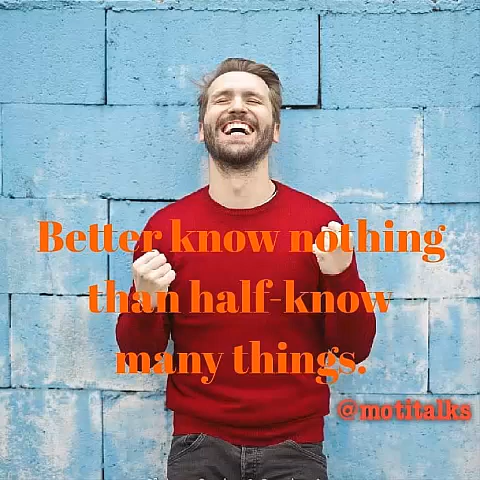 Better know nothing
than half-know
many things.
@motitalks